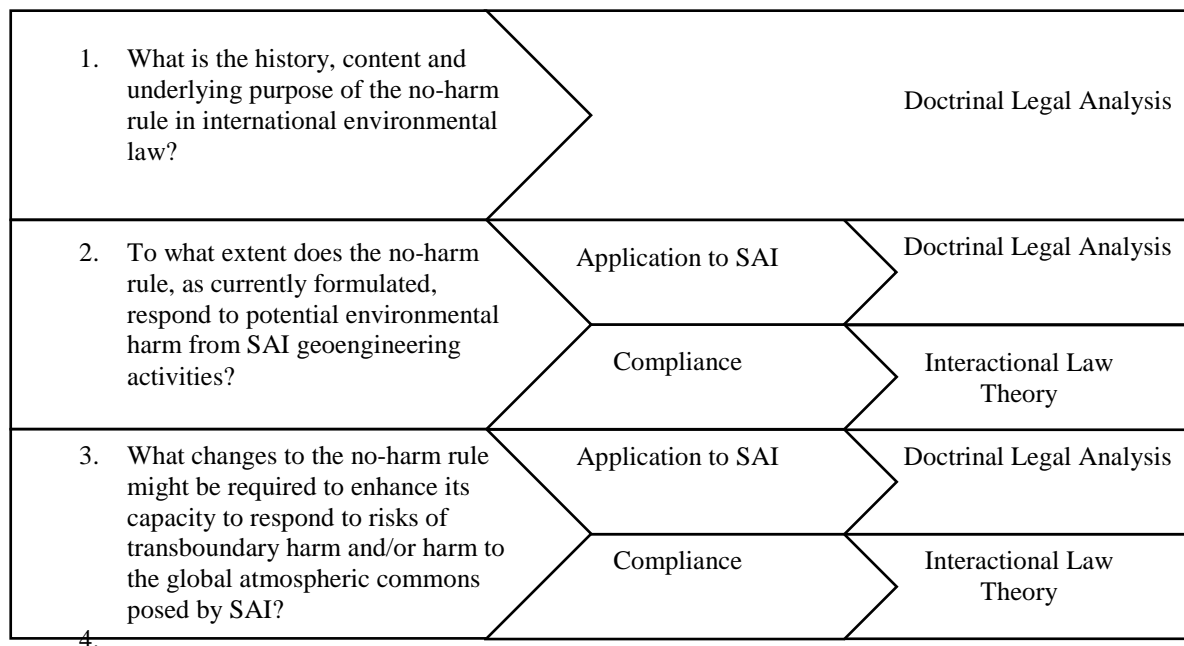 1. What is the history, content and
underlying purpose of the no-harm
rule in international environmental
law?
Doctrinal Legal Analysis
2. To what extent does the no-harm
rule, as currently formulated,
respond to potential environmental
harm from SAI geoengineering
activities?
Application to SAI
Doctrinal Legal Analysis
Compliance
Interactional Law
Theory
3. What changes to the no-harm rule
might be required to enhance its
capacity to respond to risks of
transboundary harm and/or harm to
the global atmospheric commons
posed by SAI?
Application to SAI
Doctrinal Legal Analysis
Compliance
Interactional Law
Theory
4.